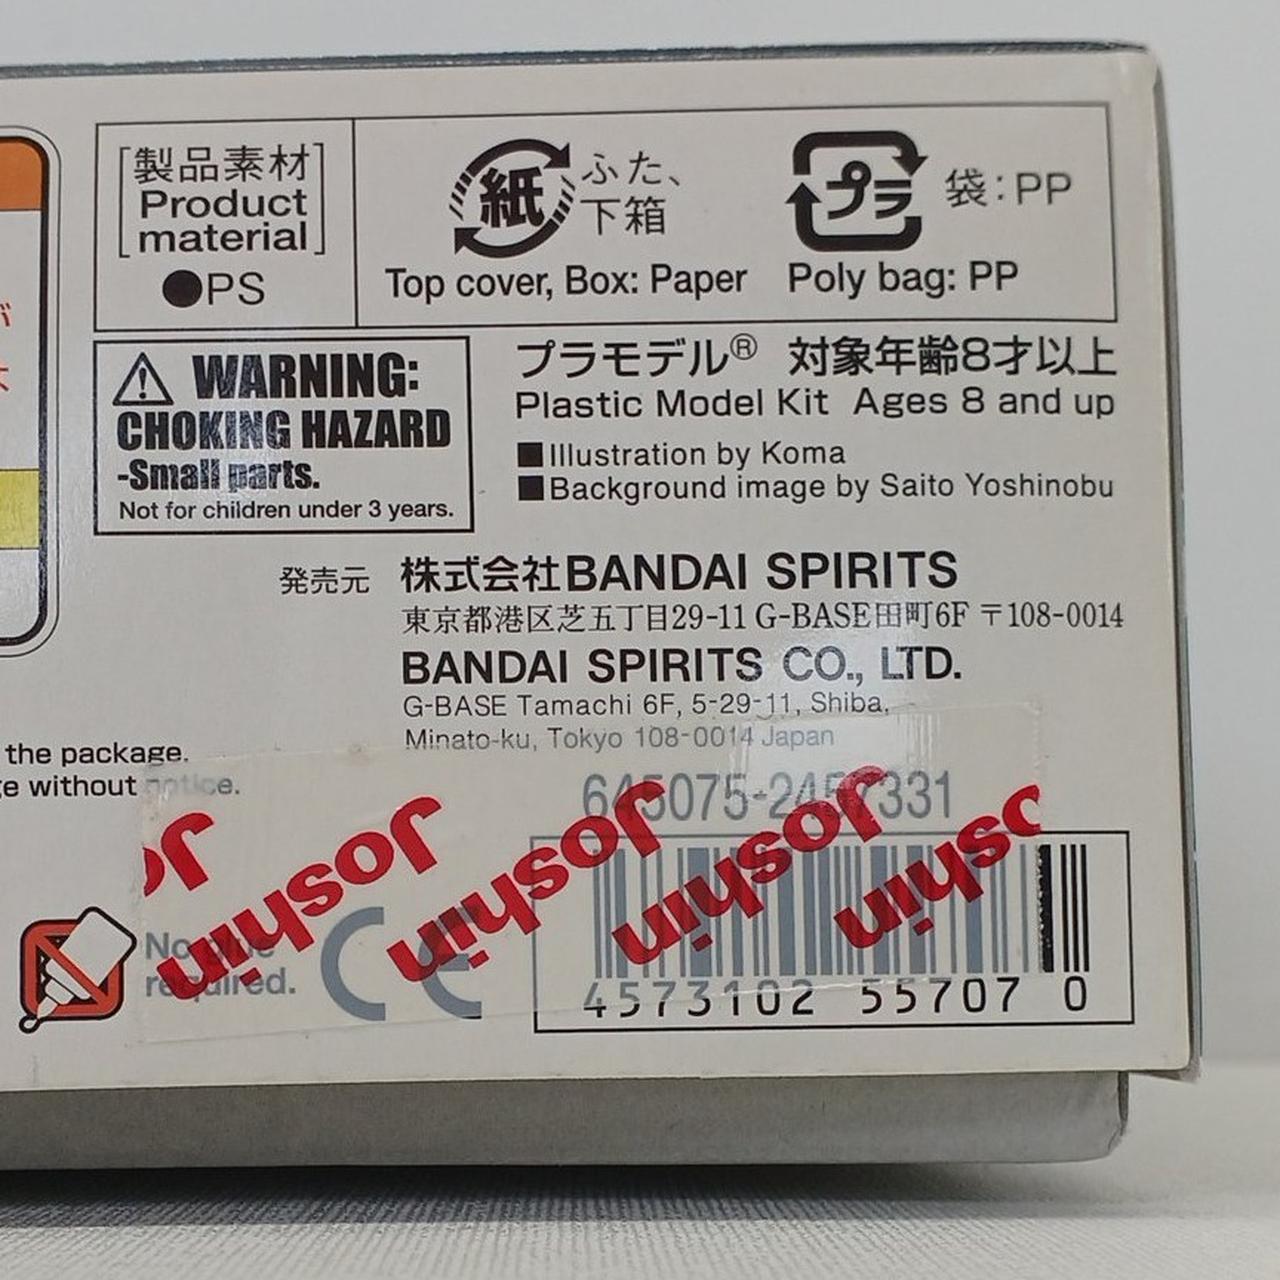 [製品素材]
Product
material
●PS
紙
ふた、
下箱
Top cover, Box: Paper
プラ
袋:PP
Poly bag: PP
WARNING:
CHOKING HAZARD
-Small parts.
Not for children under 3 years.
プラモデル® 対象年齢8才以上
Plastic Model Kit Ages 8 and up
■Illustration by Koma
■Background image by Saito Yoshinobu
発売元 株式会社BANDAI SPIRITS
東京都港区芝五丁目29-11 G-BASE田町6F 〒108-0014
BANDAI SPIRITS CO., LTD.
G-BASE Tamachi 6F, 5-29-11, Shiba,
Minato-ku, Tokyo 108-0014 Japan
the package.
without notice.
645075-2457331
Joshin
Joshin
Joshin
No glue
required.
CE
4573102 55707 0